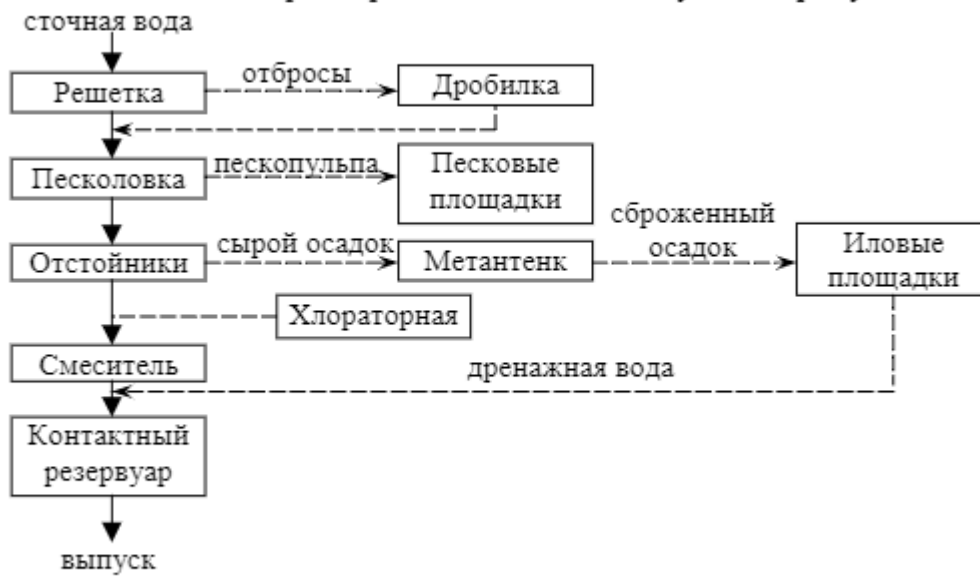 сточная вода
Решетка
отбросы
Дробилка
Песколовка
пескопульпа
Песковые
площадки
Отстойники
сырой осадок
Метантенк
сброженный
осадок
Иловые
площадки
Хлораторная
Смеситель
дренажная вода
Контактный
резервуар
выпуск